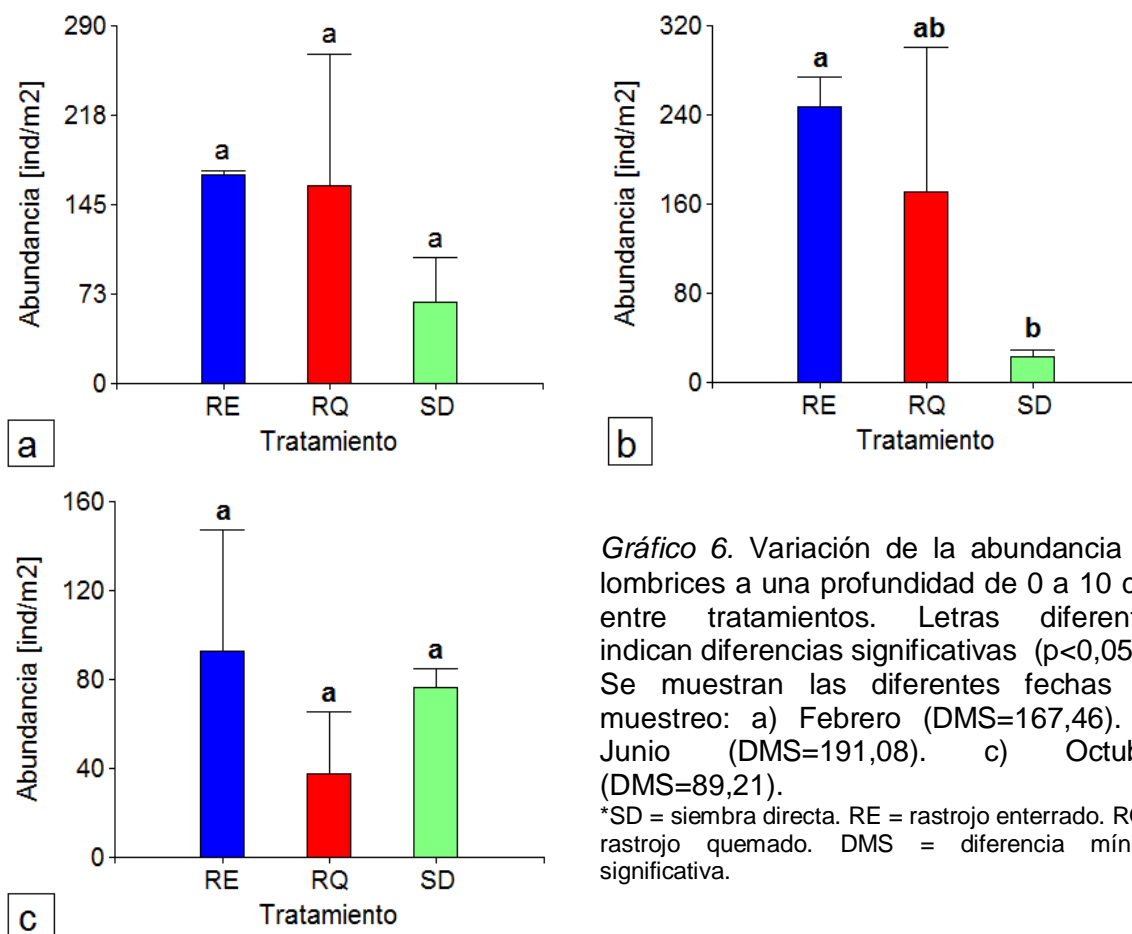 290
218
145
73
0
Abundancia [ind/m2]
a
a
a
RE RQ SD
Tratamiento
a
320
240
160
80
0
Abundancia [ind/m2]
a
ab
b
RE RQ SD
Tratamiento
b
160
120
80
40
0
Abundancia [ind/m2]
a
a
a
RE RQ SD
Tratamiento
c
Gráfico 6. Variación de la abundancia
lombrices a una profundidad de 0 a 10
entre tratamientos. Letras
indican diferencias significativas (p<0,05
Se muestran las diferentes fechas
muestreo: a) Febrero (DMS=167,46).
Junio (DMS=191,08). c)
(DMS=89,21).
*SD = siembra directa. RE = rastrojo enterrado.
rastrojo quemado. DMS = diferencia
significativa.